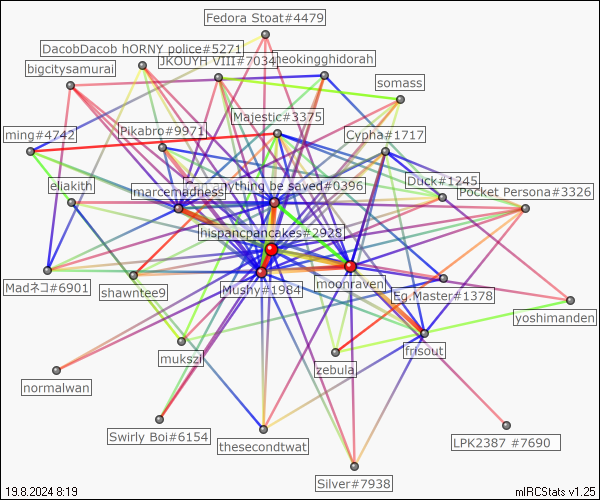 Fedora Stoat#4479
DacobDacob hORNY police#5271
JKOUYH VIII#7034
heokingghidorah
bigcitysamurai
somass
Majestic#3375
ming#4742
Pikabro#9971
Cypha#1717
eliakith
marcemadness
anything be saved#0396
Duck#1245
Pocket Persona#3326
hispancpancakes#2928
Madネコ#6901
shawntee9
Mushy#1984
moonraven
Eg.Master#1378
yoshimanden
mukszi
frisout
zebula
normalwan
Swirly Boi#6154
thesecondtwat
LPK2387 #7690
Silver#7938
19.8.2024 8:19
mIRCStats v1.25